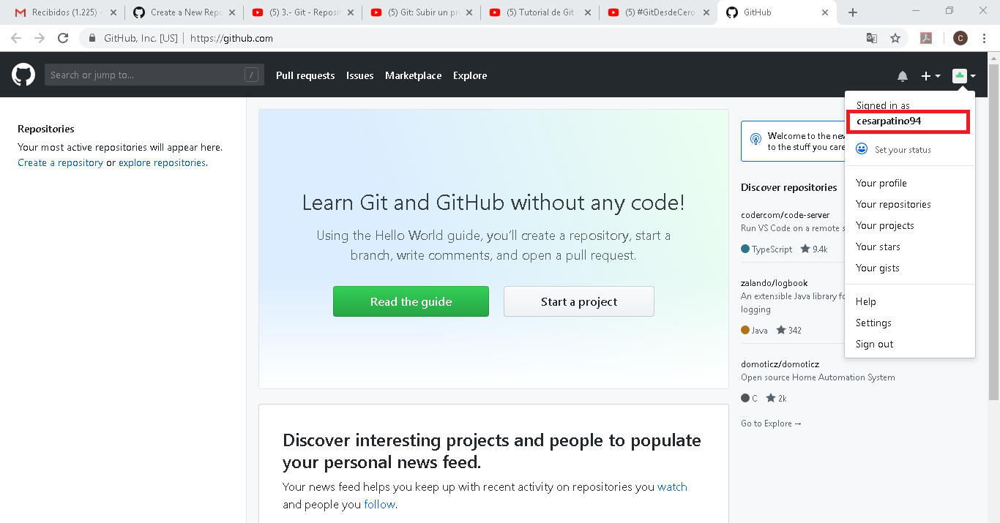 Recibidos (1.225) -
Create a New Repo
(5) 3.- Git - Reposit
(5) Git: Subir un pr
(5) Tutorial de Git
(5) #GitDesdeCero
GitHub
GitHub, Inc. [US]
https://github.com
C
Search or jump to...
/
Pull requests
Issues
Marketplace
Explore
Repositories
Your most active repositories will appear here.
Create a repository or explore repositories.
Learn Git and GitHub without any code!
Using the Hello World guide, you'll create a repository, start a
branch, write comments, and open a pull request.
Read the guide
Start a project
Discover interesting projects and people to populate
your personal news feed.
Your news feed helps you keep up with recent activity on repositories you watch
and people you follow.
Welcome to the new
to the stuff you care
Discover repositories
codercom/code-server
Run VS Code on a remote s
TypeScript 9.4k
zalando/logbook
An extensible Java library fo
logging
Java 342
domoticz/domoticz
Open source Home Automation System
C 2k
Go to Explore →
Signed in as
cesarpatino94
Set your status
Your profile
Your repositories
Your projects
Your stars
Your gists
Help
Settings
Sign out